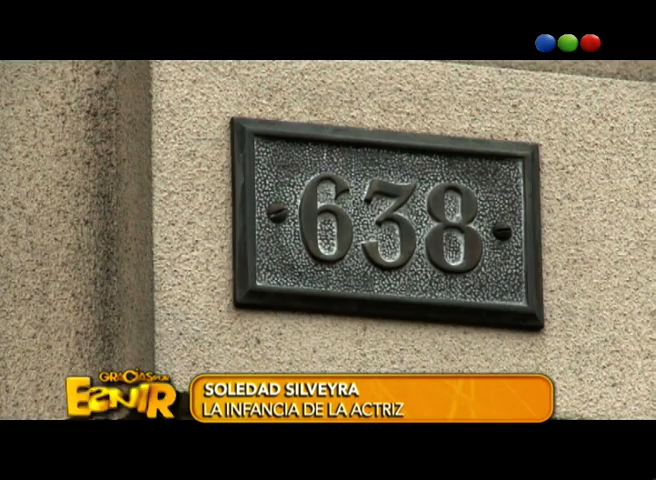 638
GRACIAS POR
VENIR
SOLEDAD SILVEYRA
LA INFANCIA DE LA ACTRIZ